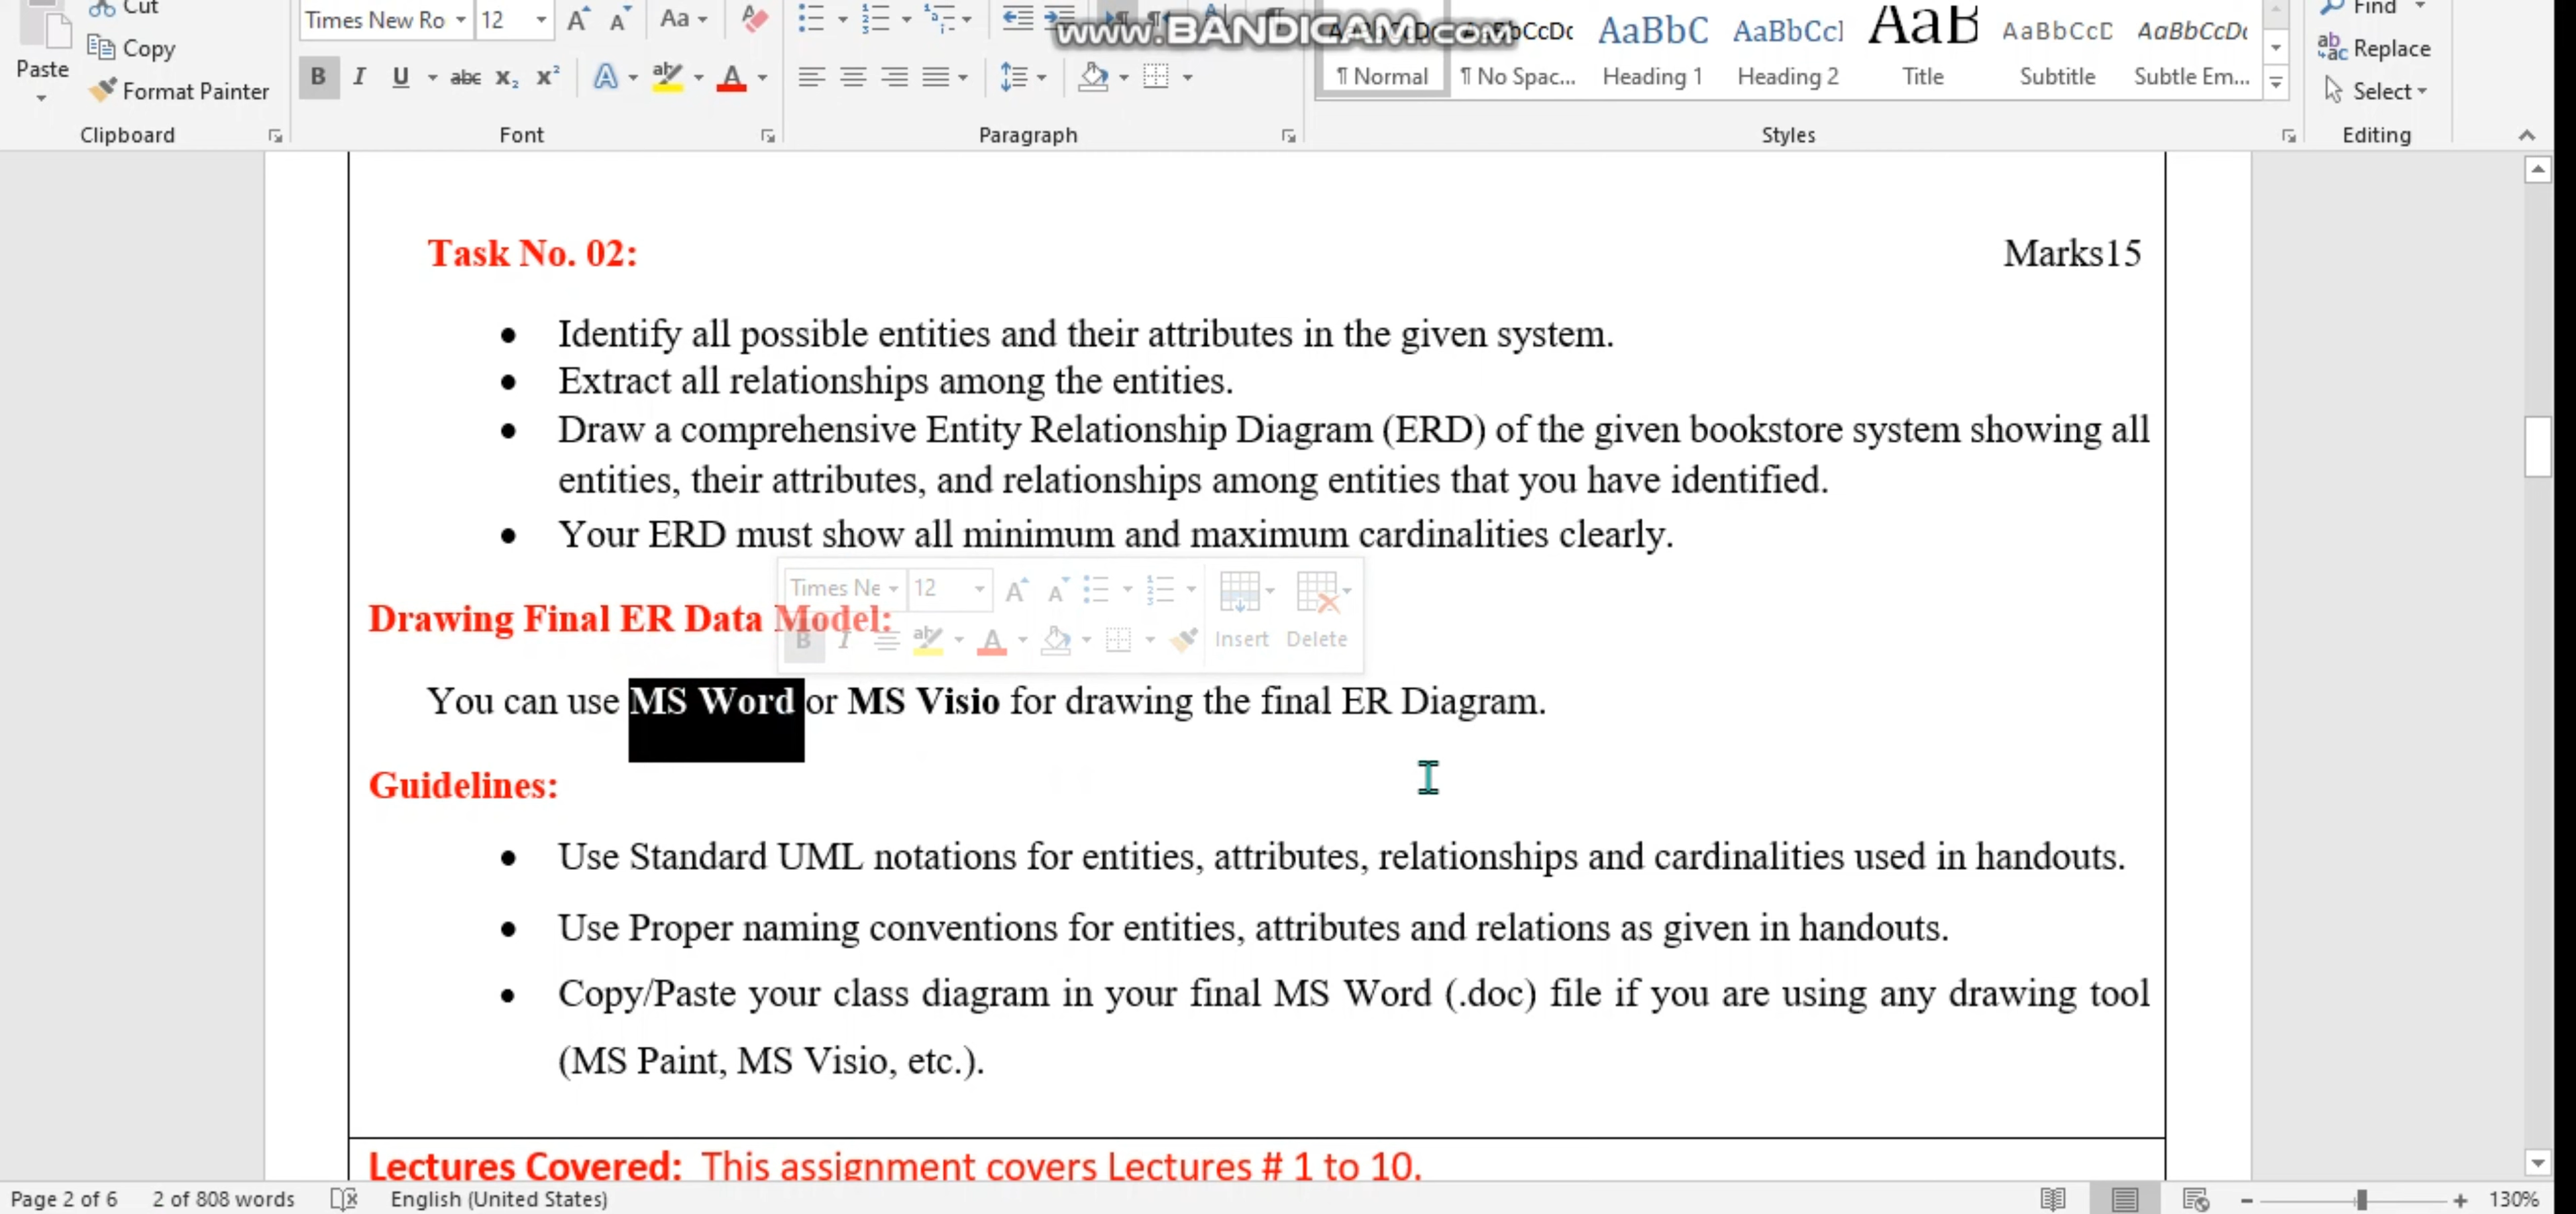 Cut
Times New Ro 12 Aa
www.BANDICAM.com
AaBbC AaBbCcl AaB AaBbCcD AaBbCcDc
Find
Copy
Replace
Paste
Format Painter
B I U abc X₂ X² A aby A
¶ Normal ¶ No Spac... Heading 1 Heading 2 Title Subtitle Subtle Em...
Select
Clipboard Font Paragraph Styles Editing
Task No. 02: Marks15
• Identify all possible entities and their attributes in the given system.
• Extract all relationships among the entities.
• Draw a comprehensive Entity Relationship Diagram (ERD) of the given bookstore system showing all
entities, their attributes, and relationships among entities that you have identified.
• Your ERD must show all minimum and maximum cardinalities clearly.
Times Ne 12
Drawing Final ER Data Model:
B I aby A Insert Delete
You can use MS Word or MS Visio for drawing the final ER Diagram.
Guidelines:
• Use Standard UML notations for entities, attributes, relationships and cardinalities used in handouts.
• Use Proper naming conventions for entities, attributes and relations as given in handouts.
• Copy/Paste your class diagram in your final MS Word (.doc) file if you are using any drawing tool
(MS Paint, MS Visio, etc.).
Lectures Covered: This assignment covers Lectures # 1 to 10.
Page 2 of 6 2 of 808 words English (United States) 130%